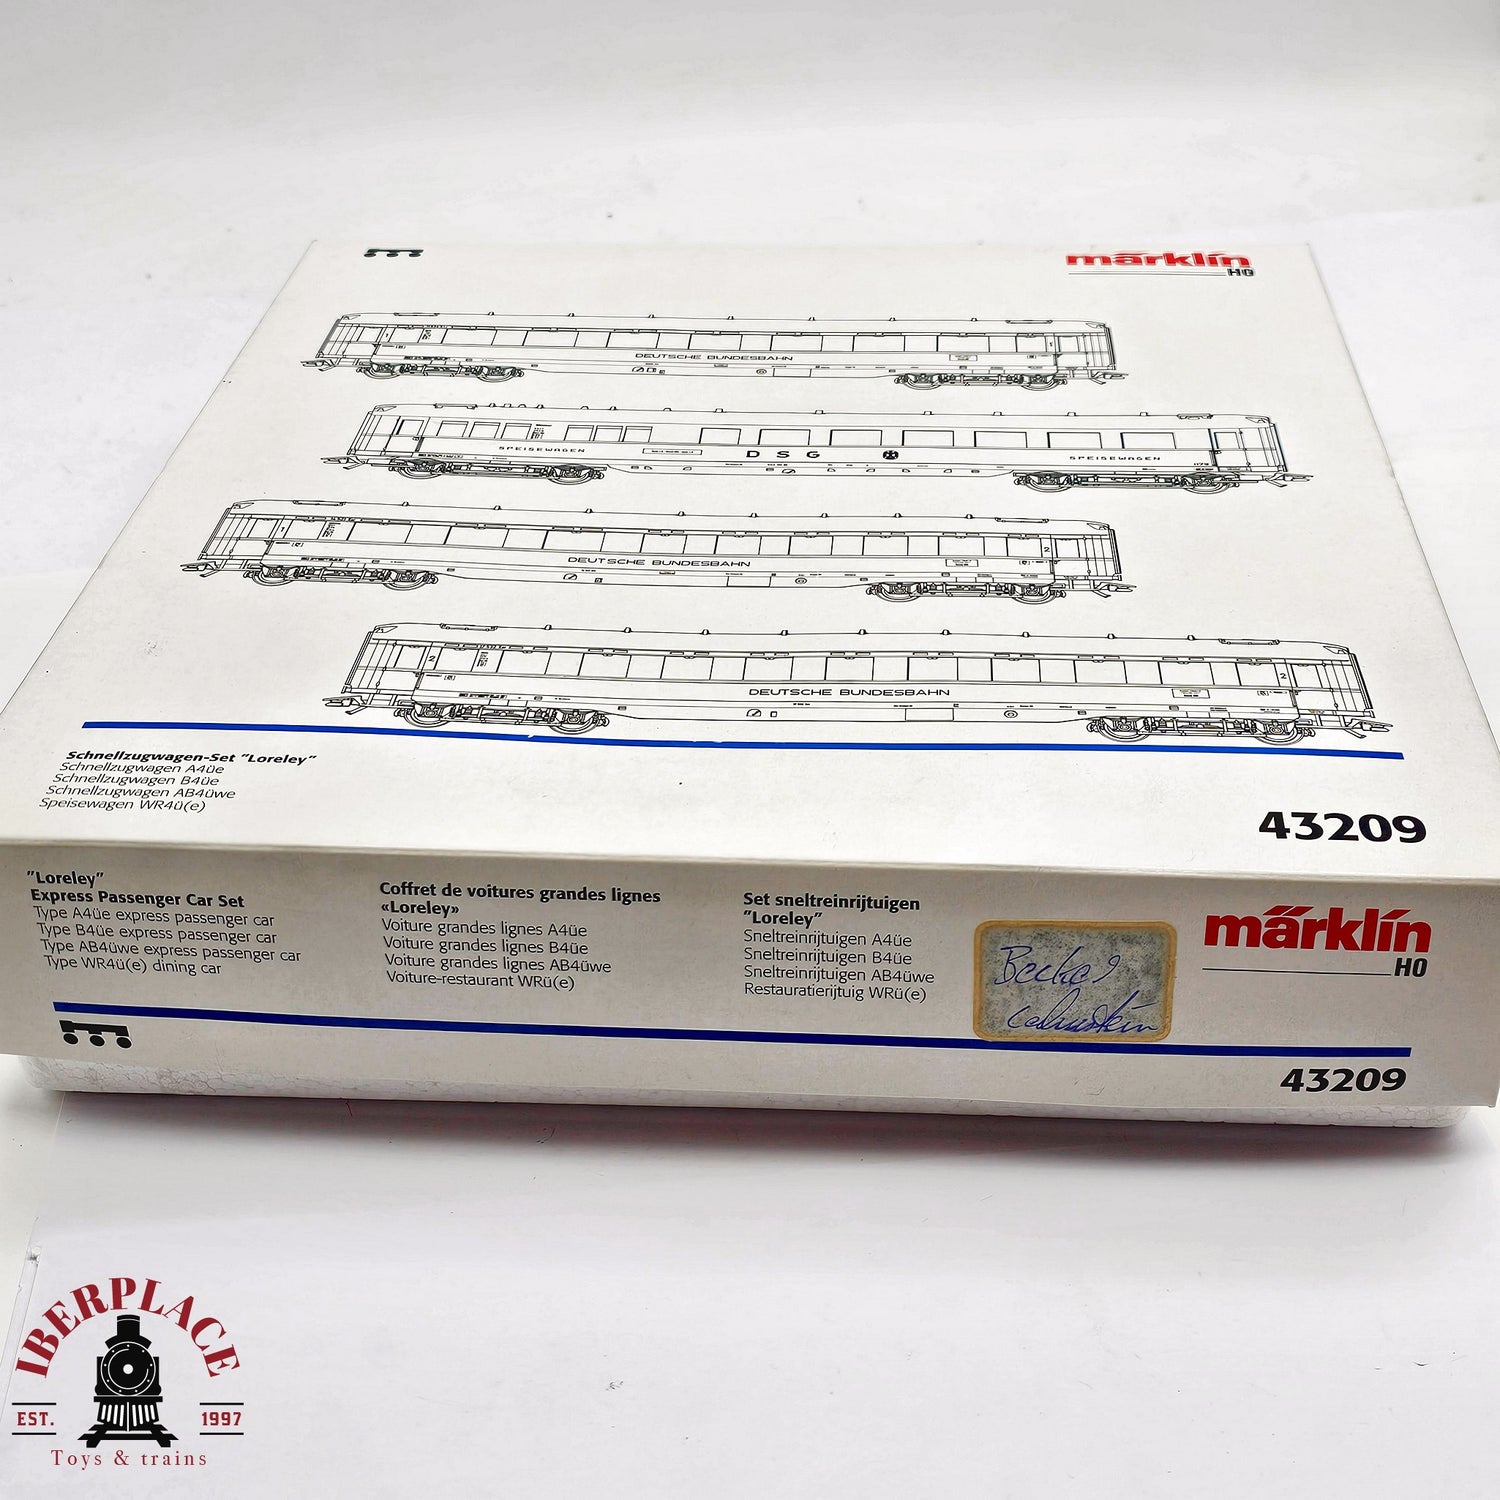 märklin
H0
DEUTSCHE BUNDESBAHN
SPEISEWAGEN
DSG
SPEISEWAGEN
1
DEUTSCHE BUNDESBAHN
2
2
DEUTSCHE BUNDESBAHN
2
Schnellzugwagen-Set "Loreley"
Schnellzugwagen A4üe
Schnellzugwagen B4üe
Schnellzugwagen AB4üwe
Speisewagen WR4ü(e)
43209
"Loreley"
Express Passenger Car Set
Type A4üe express passenger car
Type B4üe express passenger car
Type AB4üwe express passenger car
Type WR4ü(e) dining car
Coffret de voitures grandes lignes
«Loreley»
Voiture grandes lignes A4üe
Voiture grandes lignes B4üe
Voiture grandes lignes AB4üwe
Voiture-restaurant WRü(e)
Set sneltreinrijtuigen
"Loreley"
Sneltreinrijtuigen A4üe
Sneltreinrijtuigen B4üe
Sneltreinrijtuigen AB4üwe
Restauratierijtuig WRü(e)
märklin
H0
43209
IBERPLACE
EST. 1997
Toys & trains